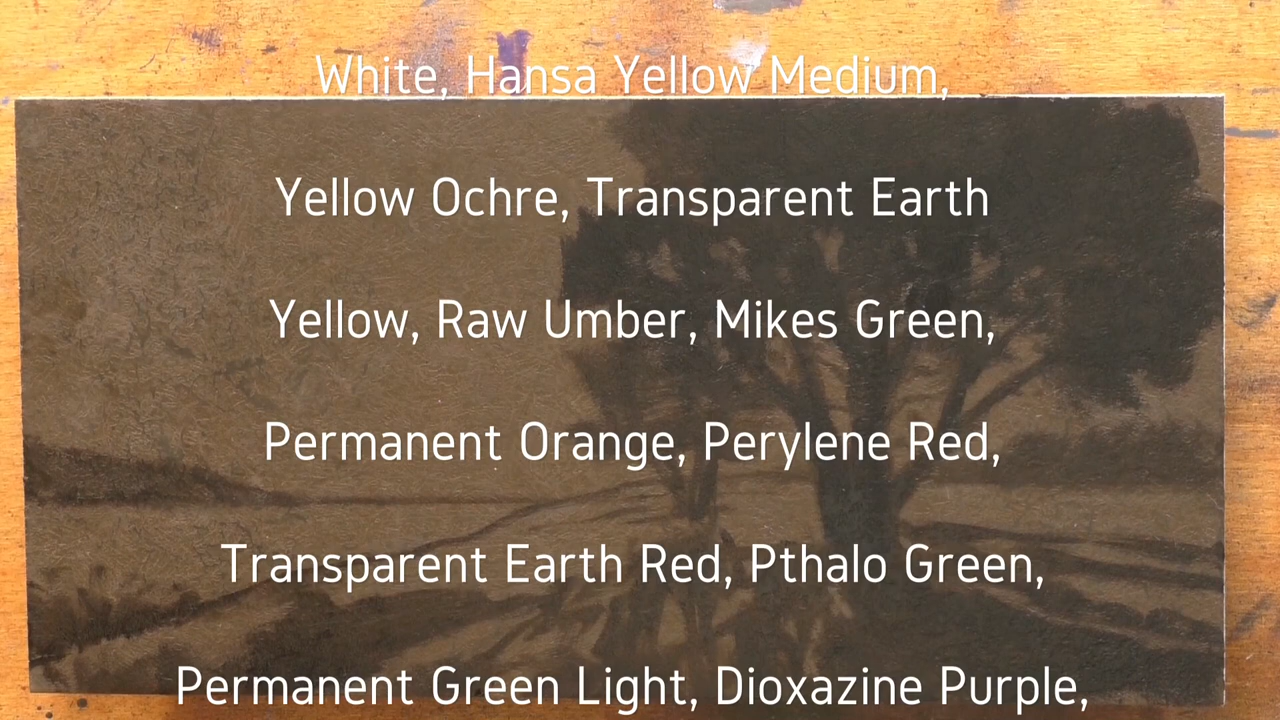 White, Hansa Yellow Medium,
Yellow Ochre, Transparent Earth
Yellow, Raw Umber, Mikes Green,
Permanent Orange, Perylene Red,
Transparent Earth Red, Pthalo Green,
Permanent Green Light, Dioxazine Purple,